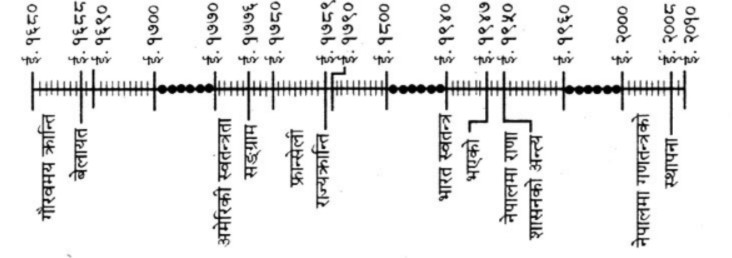 ई. १६८०
ई. १६८८
ई. १६९०
ई. १७००
ई. १७७०
ई. १७७६
ई. १७८०
ई. १७८९
ई. १७९०
ई. १८००
ई. १९४०
ई. १९४७
ई. १९५०
ई. १९६०
ई. २०००
ई. २००८
ई. २०१०
गौरवमय क्रान्ति
बेलायत
अमेरिकी स्वतन्त्रता
सङ्ग्राम
फ्रान्सेली
राज्यक्रान्ति
भारत स्वतन्त्र
भएको
नेपालमा राणा
शासनको अन्त्य
नेपालमा गणतन्त्रको
स्थापना